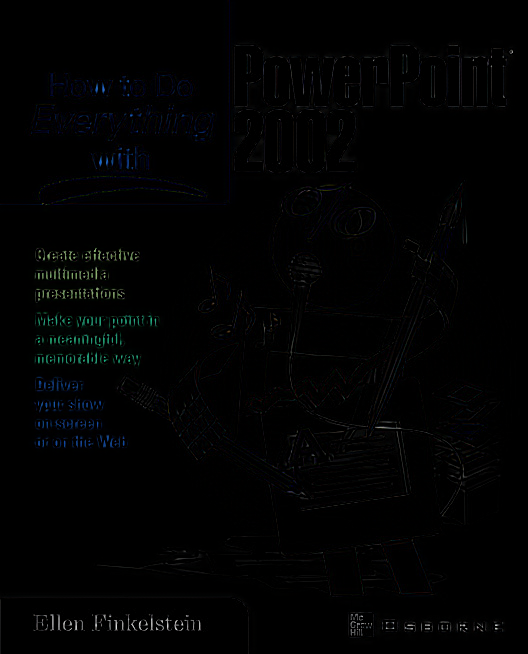 How to Do
Everything
with
PowerPoint
2002
Create effective
multimedia
presentations
Make your point in
a meaningful,
memorable way
Deliver
your show
on-screen
or on the Web
Ellen Finkelstein
Mc
Graw
Hill
OSBORNE